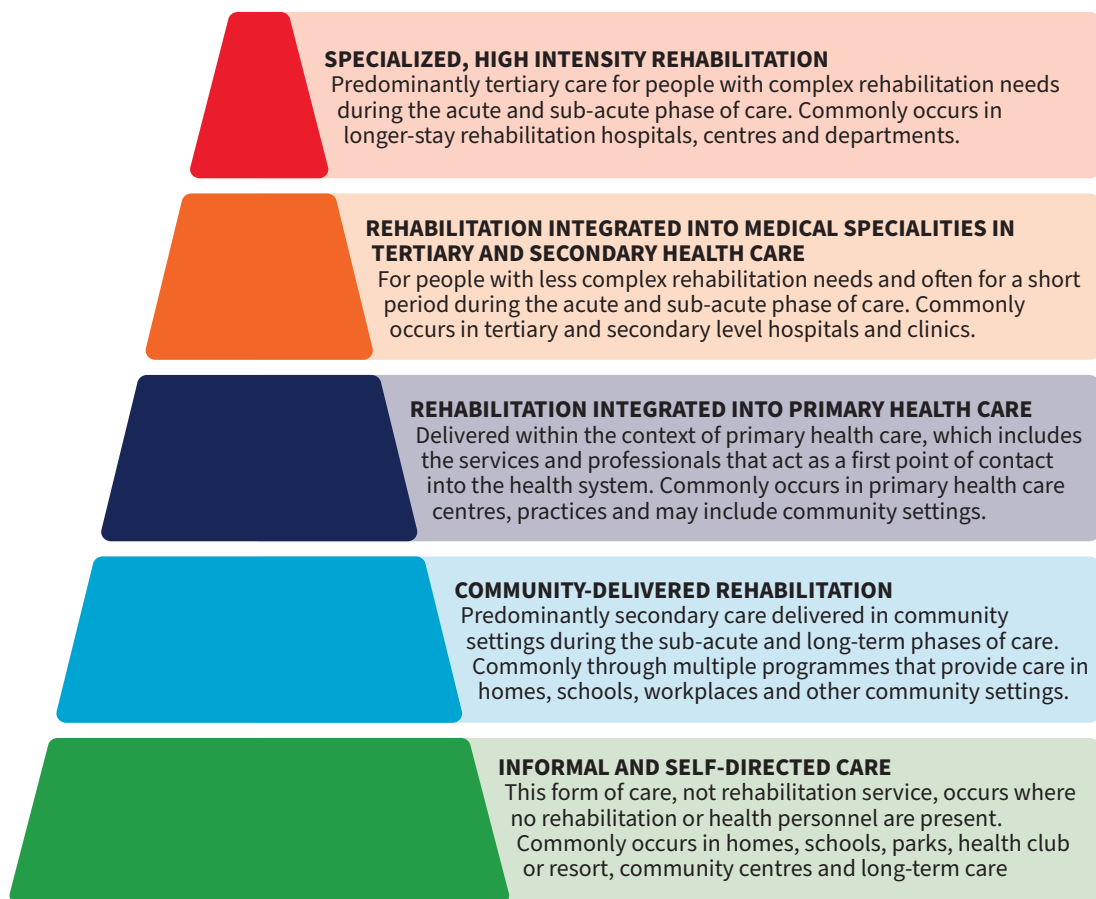 SPECIALIZED, HIGH INTENSITY REHABILITATION
Predominantly tertiary care for people with complex rehabilitation needs
during the acute and sub-acute phase of care. Commonly occurs in
longer-stay rehabilitation hospitals, centres and departments.
REHABILITATION INTEGRATED INTO MEDICAL SPECIALITIES IN
TERTIARY AND SECONDARY HEALTH CARE
For people with less complex rehabilitation needs and often for a short
period during the acute and sub-acute phase of care. Commonly
occurs in tertiary and secondary level hospitals and clinics.
REHABILITATION INTEGRATED INTO PRIMARY HEALTH CARE
Delivered within the context of primary health care, which includes
the services and professionals that act as a first point of contact
into the health system. Commonly occurs in primary health care
centres, practices and may include community settings.
COMMUNITY-DELIVERED REHABILITATION
Predominantly secondary care delivered in community
settings during the sub-acute and long-term phases of care.
Commonly through multiple programmes that provide care in
homes, schools, workplaces and other community settings.
INFORMAL AND SELF-DIRECTED CARE
This form of care, not rehabilitation service, occurs where
no rehabilitation or health personnel are present.
Commonly occurs in homes, schools, parks, health club
or resort, community centres and long-term care